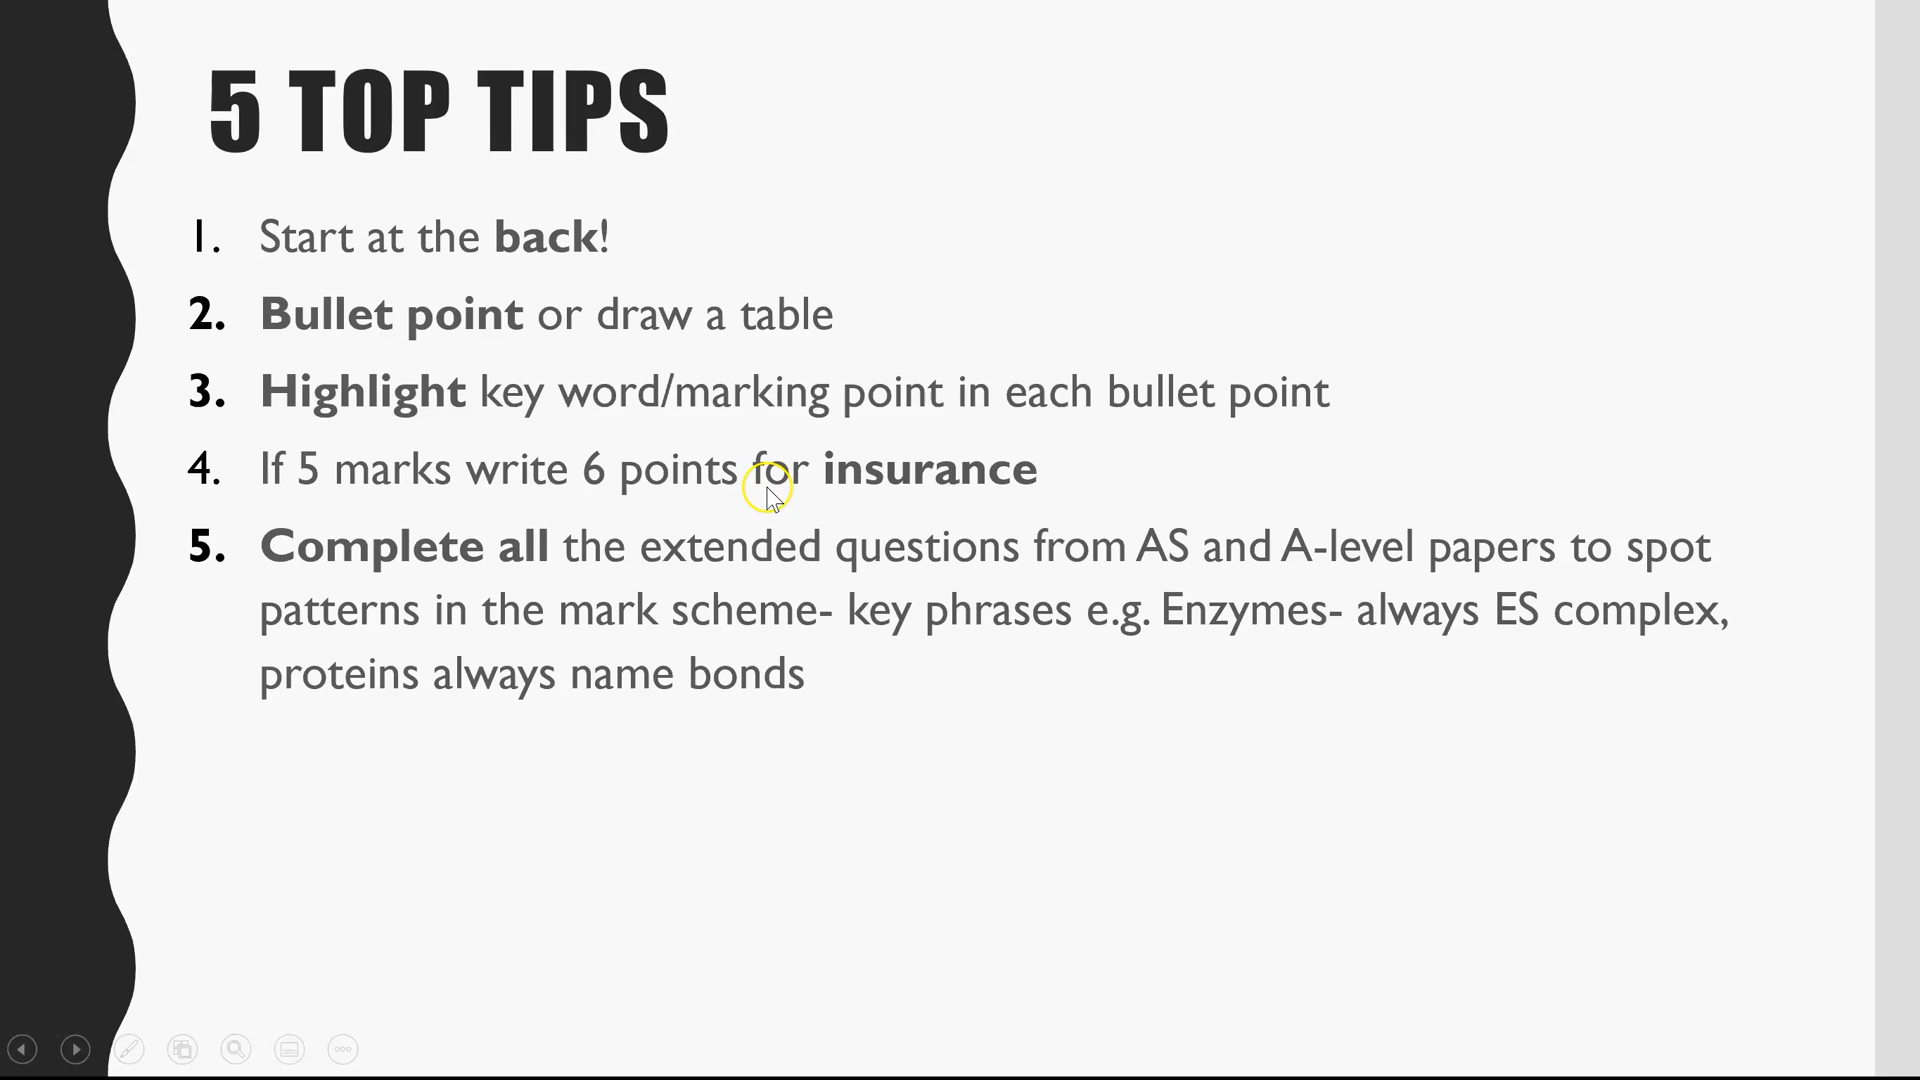 5 TOP TIPS
1. Start at the back!
2. Bullet point or draw a table
3. Highlight key word/marking point in each bullet point
4. If 5 marks write 6 points for insurance
5. Complete all the extended questions from AS and A-level papers to spot
patterns in the mark scheme- key phrases e.g. Enzymes- always ES complex,
proteins always name bonds